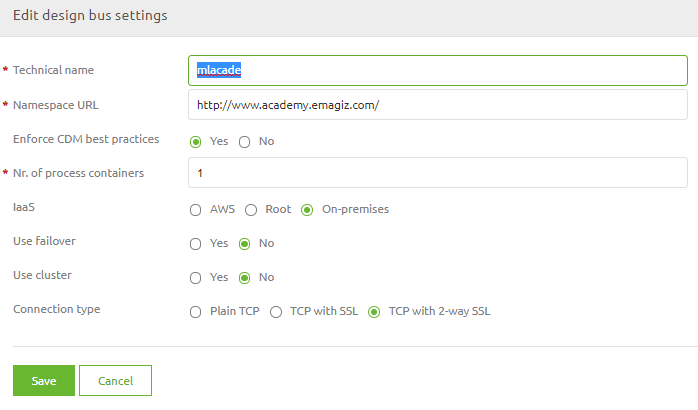 Edit design bus settings
* Technical name mlacade
* Namespace URL http://www.academy.emagiz.com/
Enforce CDM best practices Yes No
* Nr. of process containers 1
IaaS AWS Root On-premises
Use failover Yes No
Use cluster Yes No
Connection type Plain TCP TCP with SSL TCP with 2-way SSL
Save Cancel